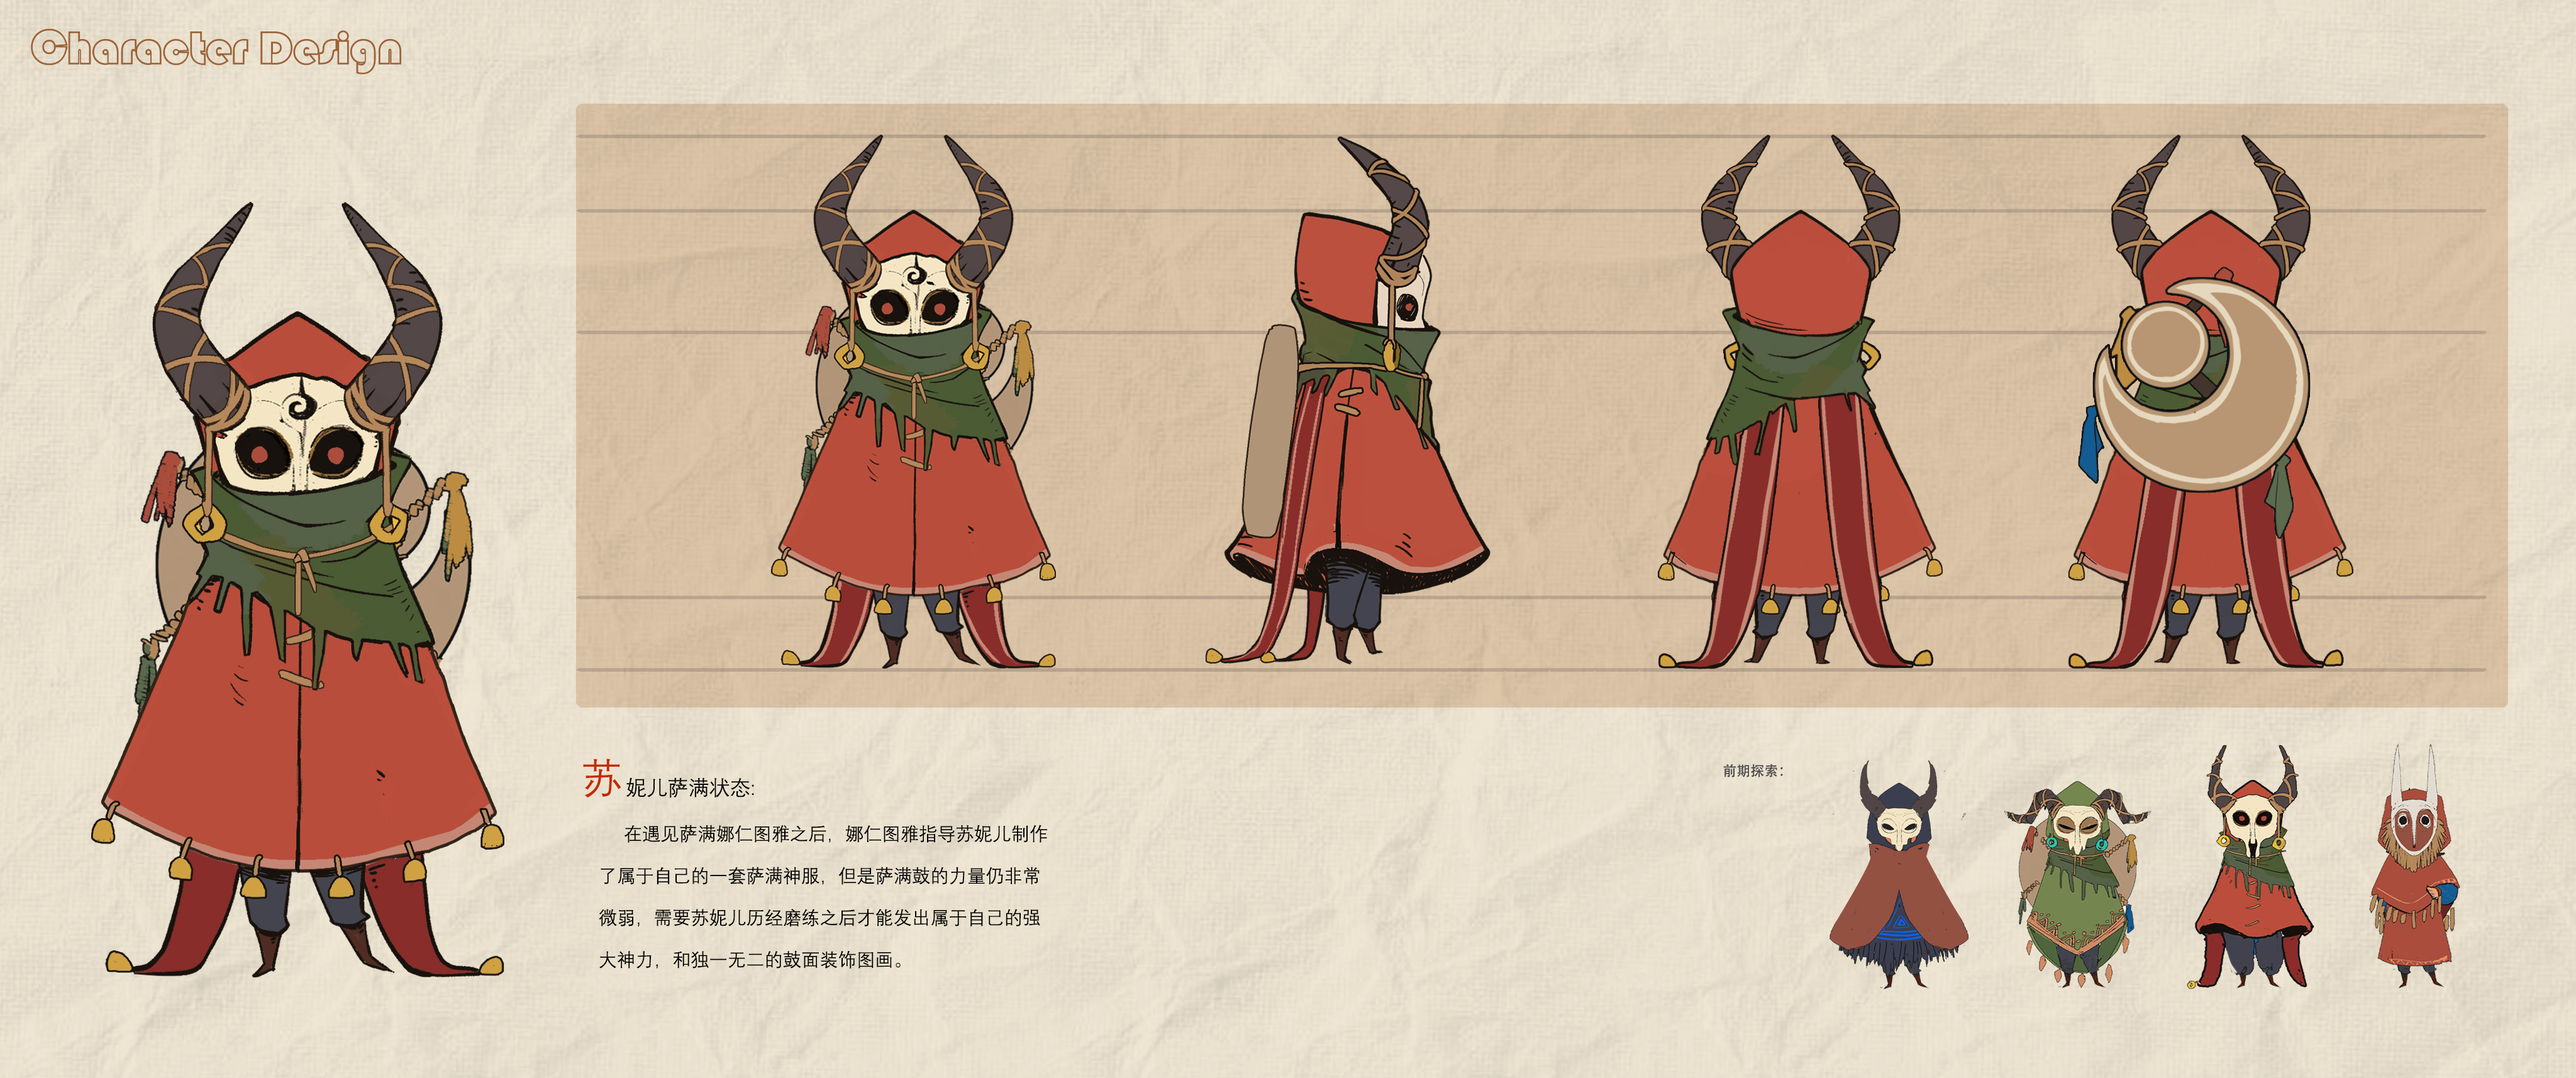 Character Design
苏妮儿萨满状态:
在遇见萨满娜仁图雅之后，娜仁图雅指导苏妮儿制作
了属于自己的一套萨满神服，但是萨满鼓的力量仍非常
微弱，需要苏妮儿历经磨练之后才能发出属于自己的强
大神力，和独一无二的鼓面装饰图画。
前期探索: